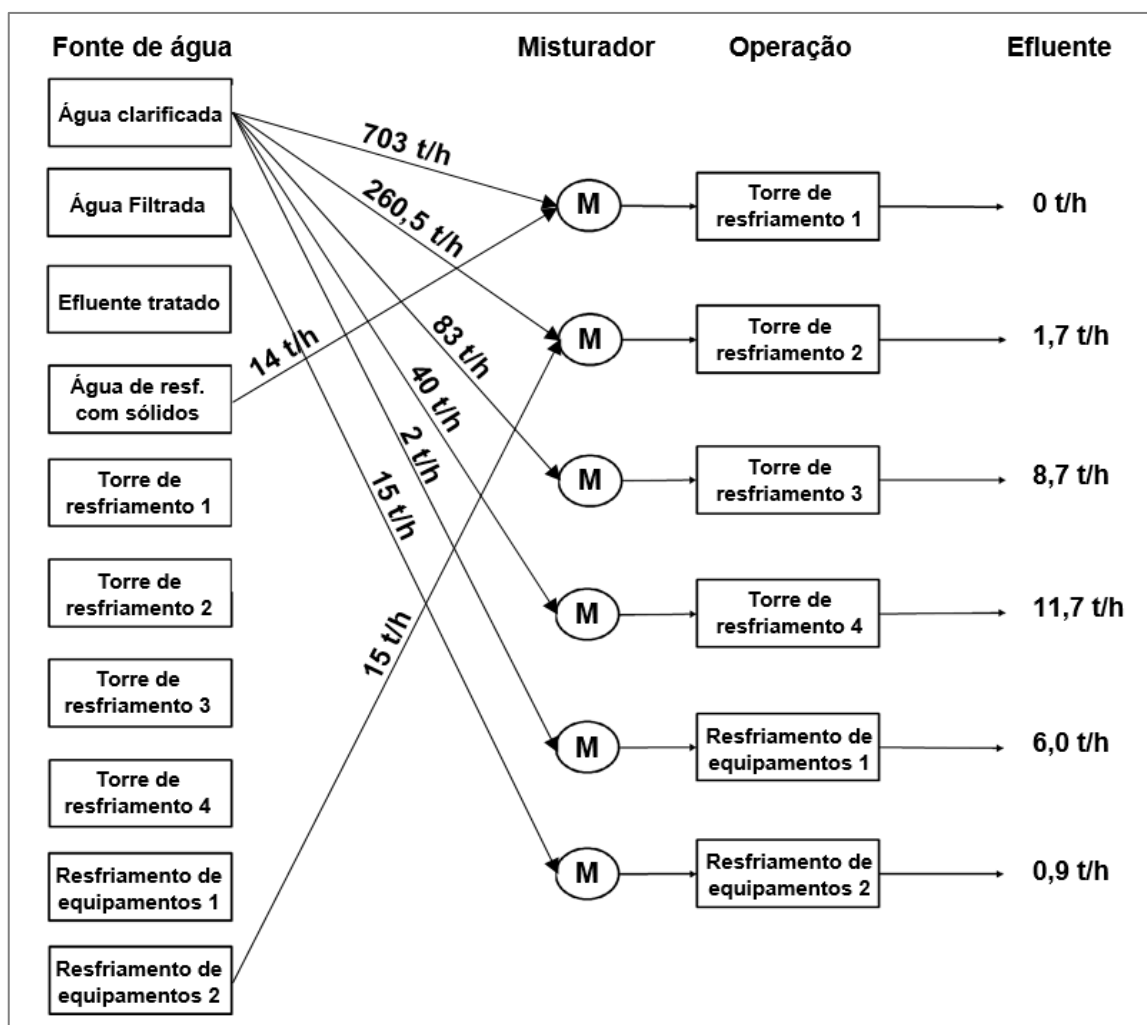 Fonte de água
Misturador
Operação
Efluente
Água clarificada
703 t/h
Água Filtrada
260,5 t/h
M
Torre de
resfriamento 1
0 t/h
Efluente tratado
14 t/h
83 t/h
M
Torre de
resfriamento 2
1,7 t/h
Água de resf.
com sólidos
40 t/h
2 t/h
Torre de
resfriamento 1
15 t/h
M
Torre de
resfriamento 3
8,7 t/h
Torre de
resfriamento 2
15 t/h
M
Torre de
resfriamento 4
11,7 t/h
Torre de
resfriamento 3
M
Resfriamento de
equipamentos 1
6,0 t/h
Torre de
resfriamento 4
Resfriamento de
equipamentos 1
M
Resfriamento de
equipamentos 2
0,9 t/h
Resfriamento de
equipamentos 2